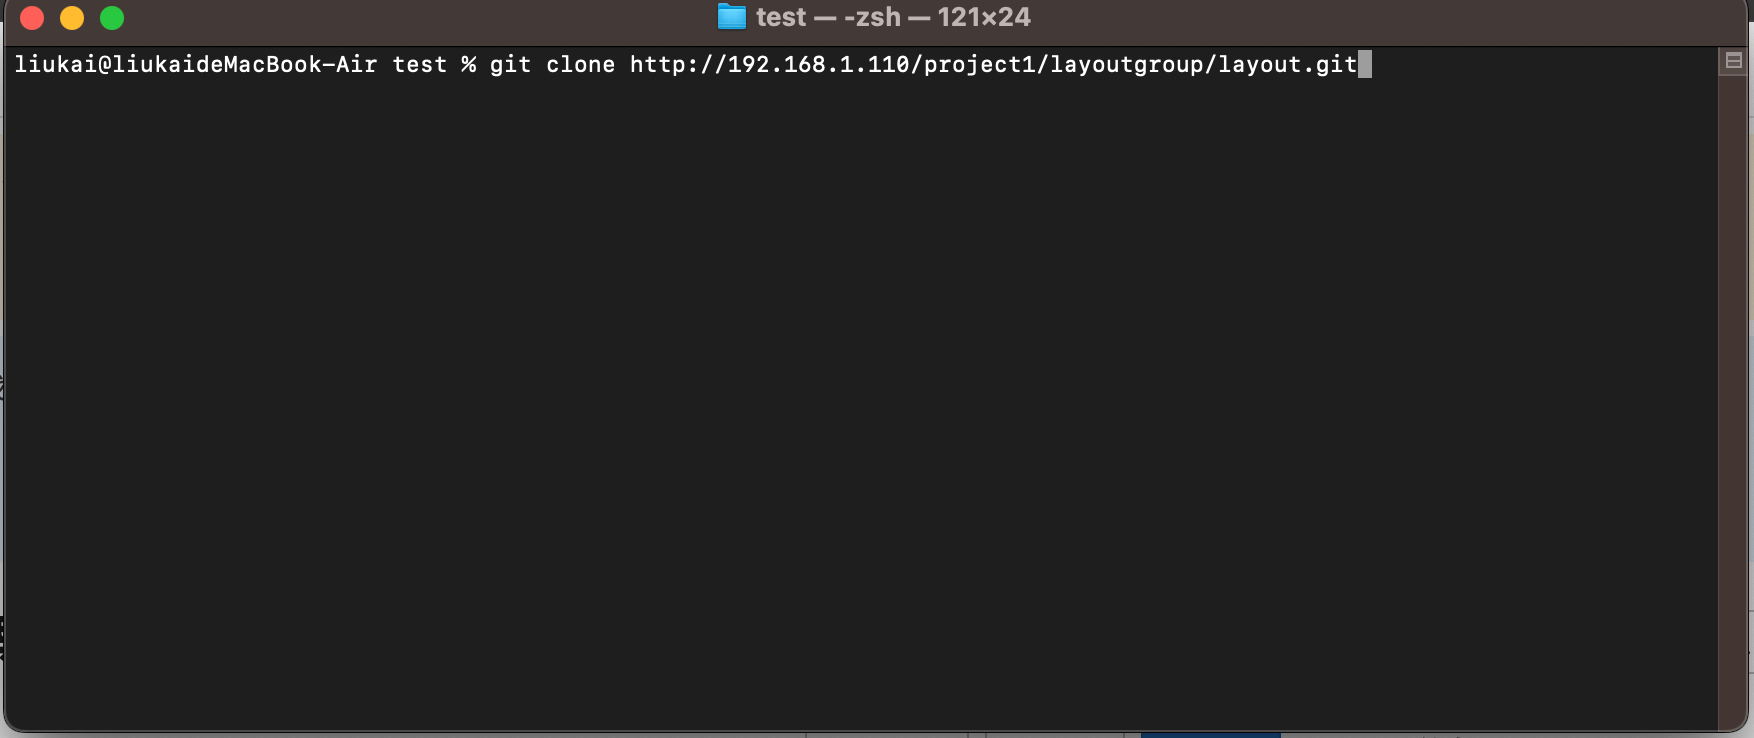 test — -zsh — 121×24
liukai@liukaideMacBook-Air test % git clone http://192.168.1.110/project1/layoutgroup/layout.git